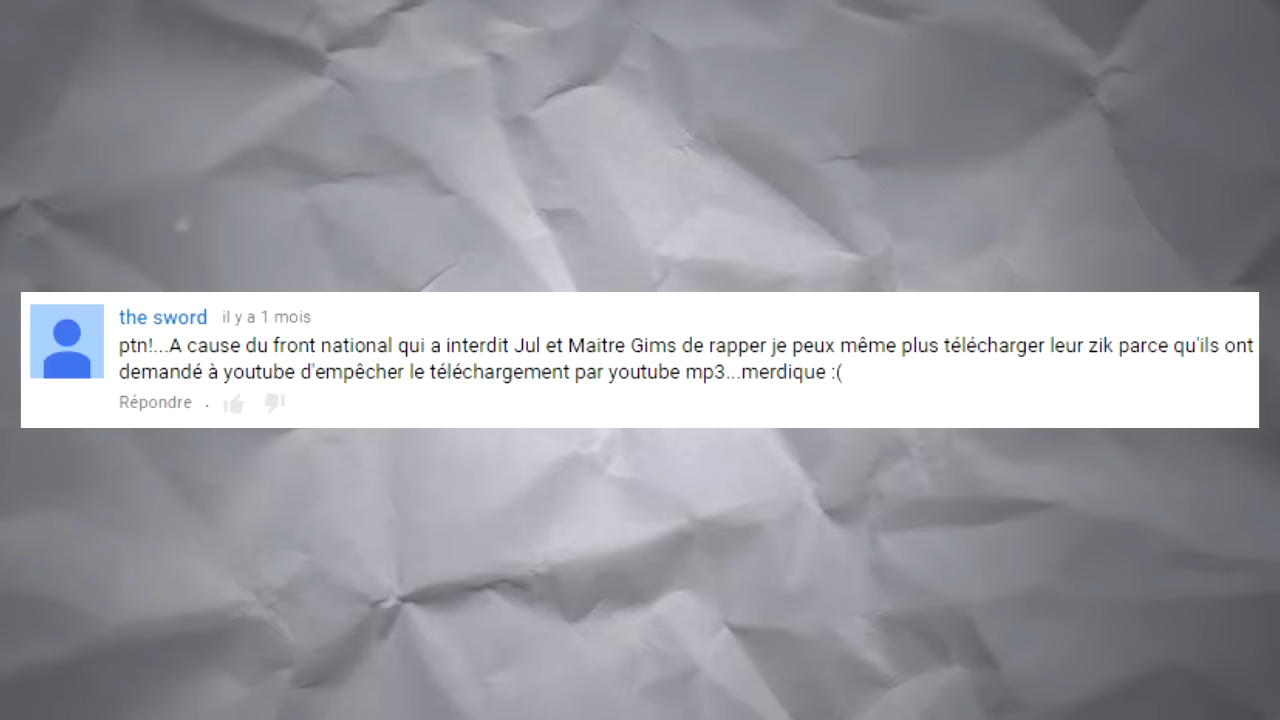 the sword il y a 1 mois
ptn!...A cause du front national qui a interdit Jul et Maitre Gims de rapper je peux même plus télécharger leur zik parce qu'ils ont
demandé à youtube d'empêcher le téléchargement par youtube mp3...merdique :(
Répondre .